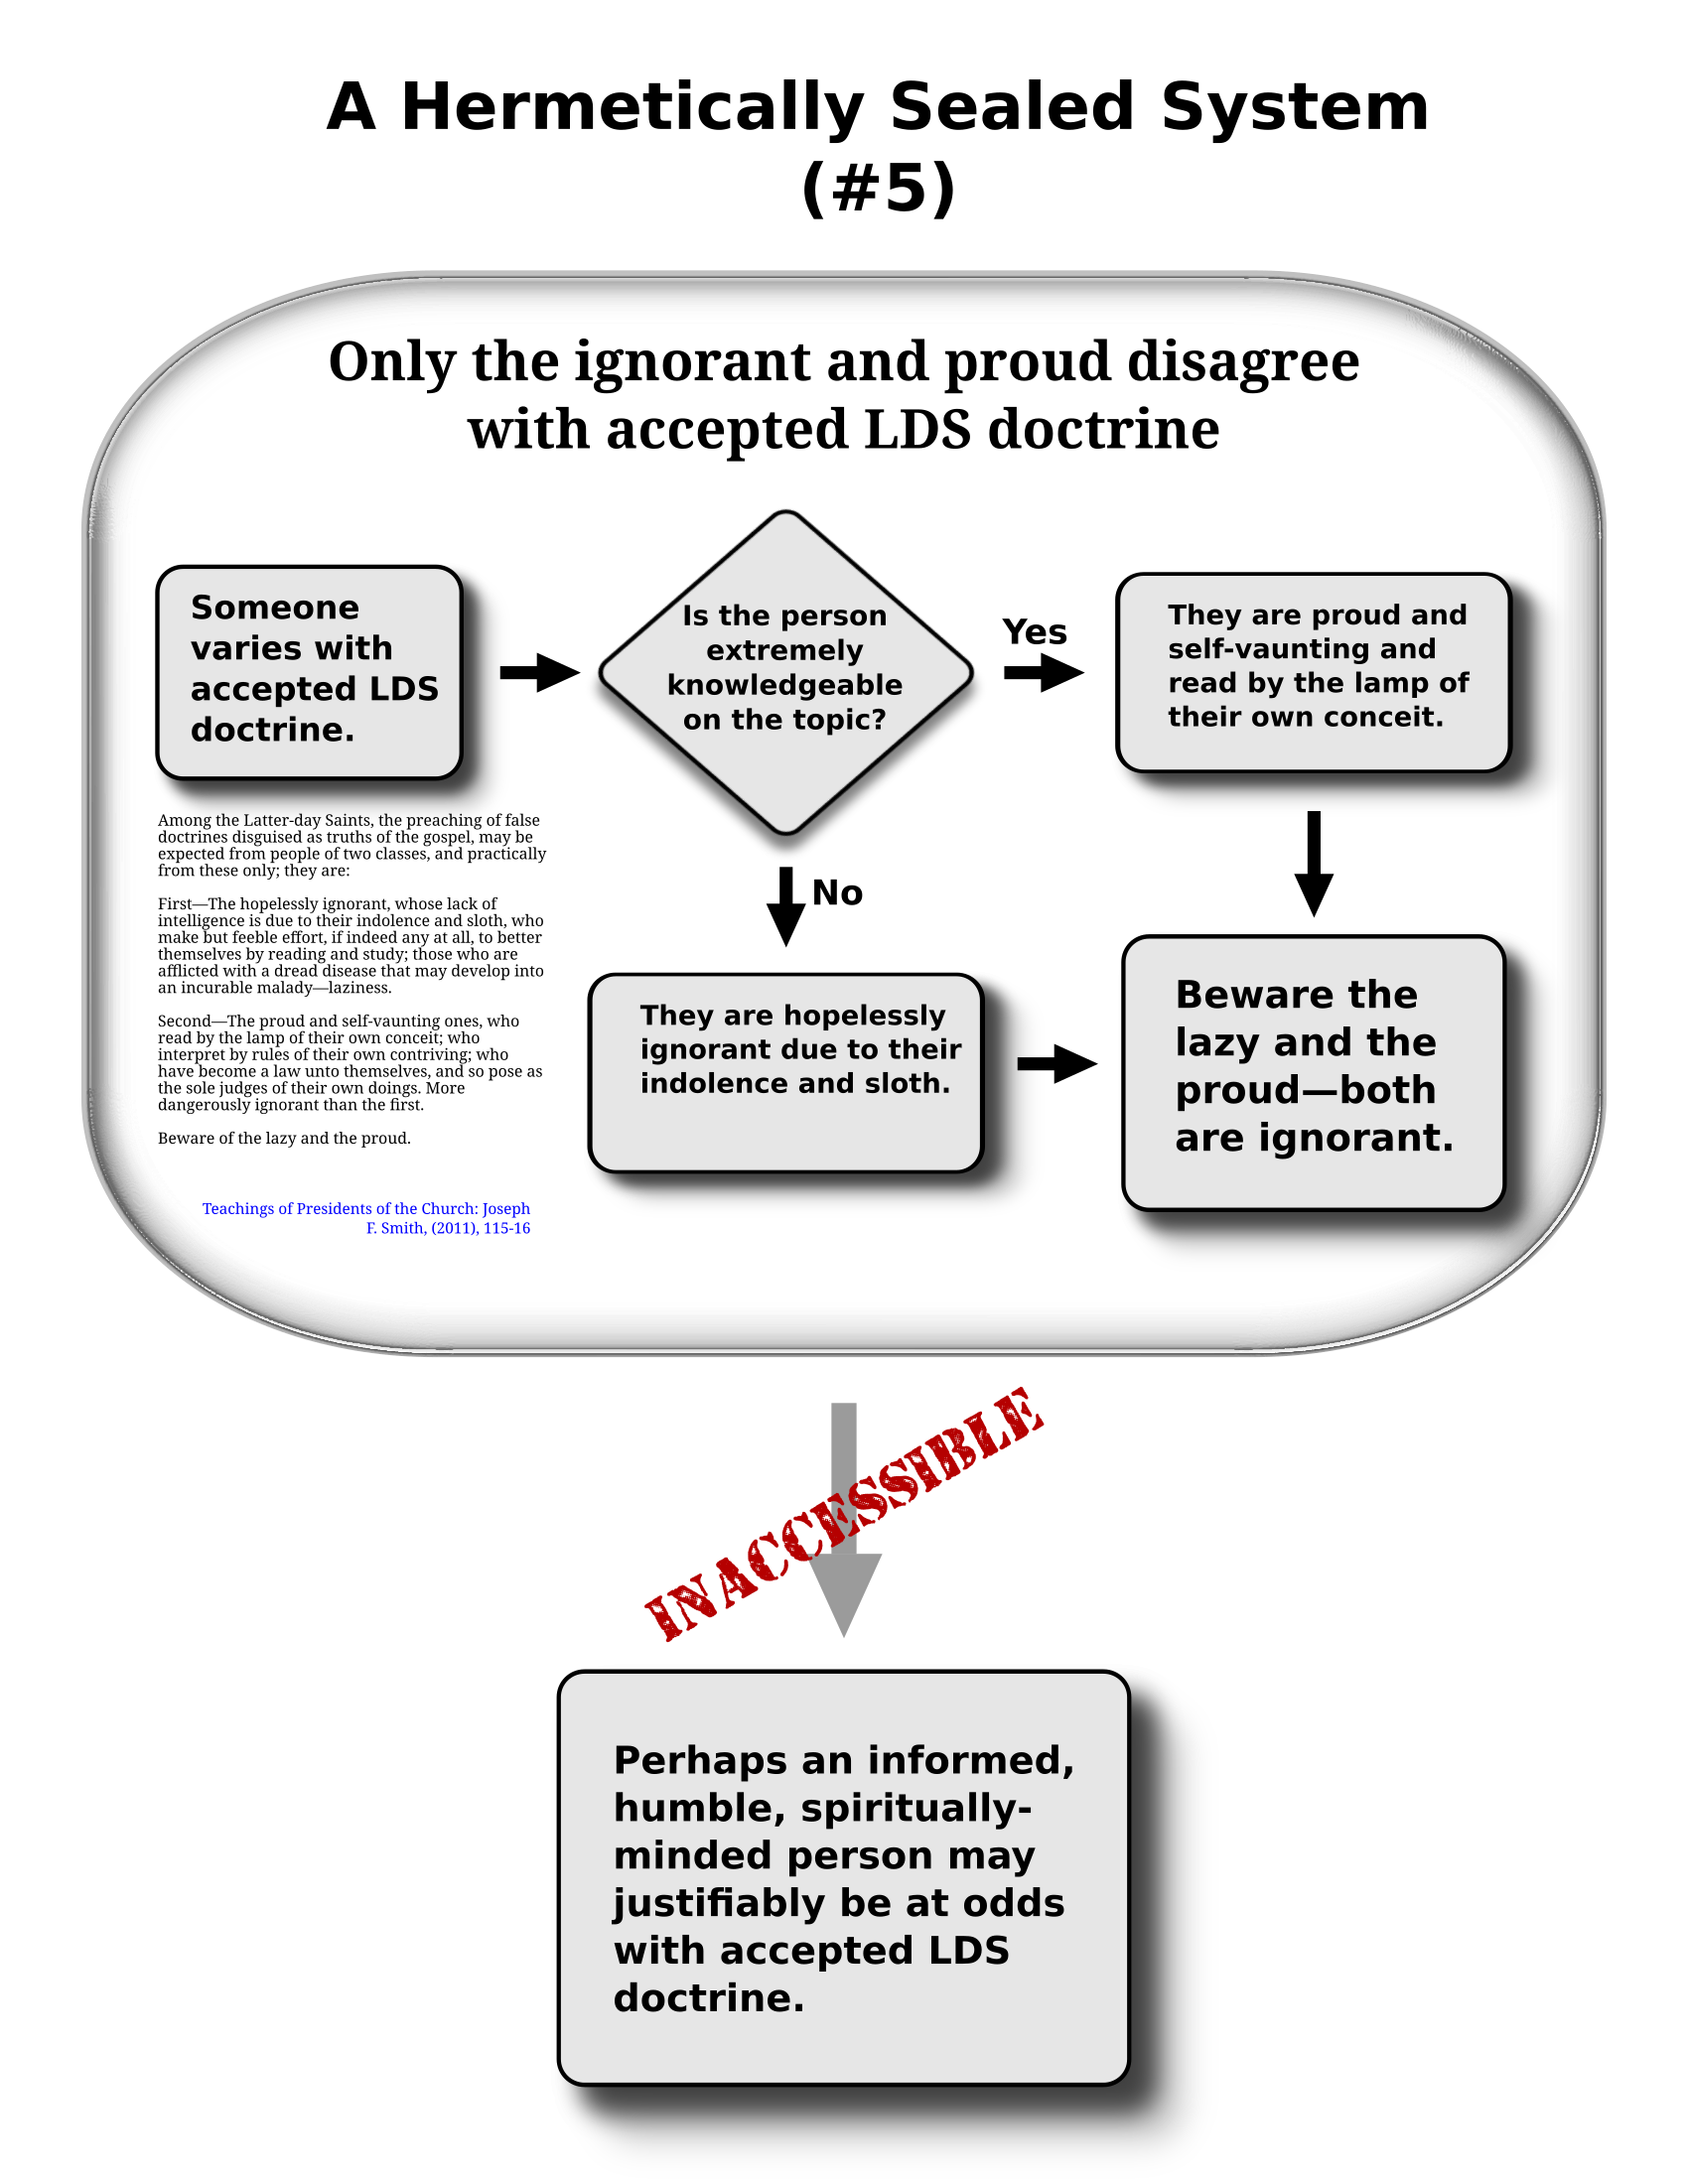 A Hermetically Sealed System
(#5)
Only the ignorant and proud disagree
with accepted LDS doctrine
Someone
varies with
accepted LDS
doctrine.
Is the person
extremely
knowledgeable
on the topic?
Yes
They are proud and
self-vaunting and
read by the lamp of
their own conceit.
Among the Latter-day Saints, the preaching of false
doctrines disguised as truths of the gospel, may be
expected from people of two classes, and practically
from these only; they are:
First—The hopelessly ignorant, whose lack of
intelligence is due to their indolence and sloth, who
make but feeble effort, if indeed any at all, to better
themselves by reading and study; those who are
afflicted with a dread disease that may develop into
an incurable malady—laziness.
Second—The proud and self-vaunting ones, who
read by the lamp of their own conceit; who
interpret by rules of their own contriving; who
have become a law unto themselves, and so pose as
the sole judges of their own doings. More
dangerously ignorant than the first.
Beware of the lazy and the proud.
Teachings of Presidents of the Church: Joseph
F. Smith, (2011), 115-16
No
They are hopelessly
ignorant due to their
indolence and sloth.
Beware the
lazy and the
proud—both
are ignorant.
INACCESSIBLE
Perhaps an informed,
humble, spiritually-
minded person may
justifiably be at odds
with accepted LDS
doctrine.